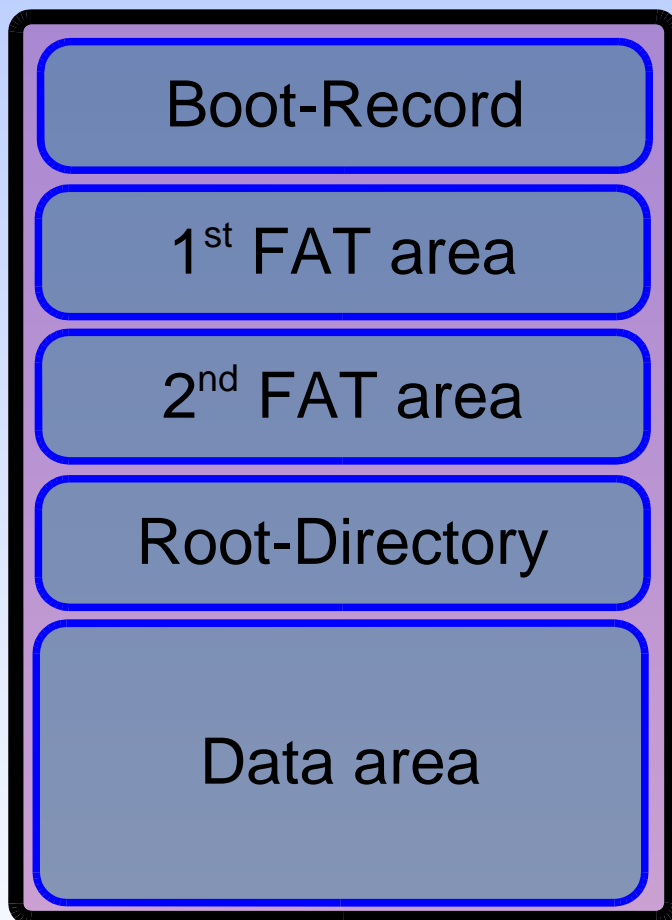 Boot-Record
1st FAT area
2nd FAT area
Root-Directory
Data area